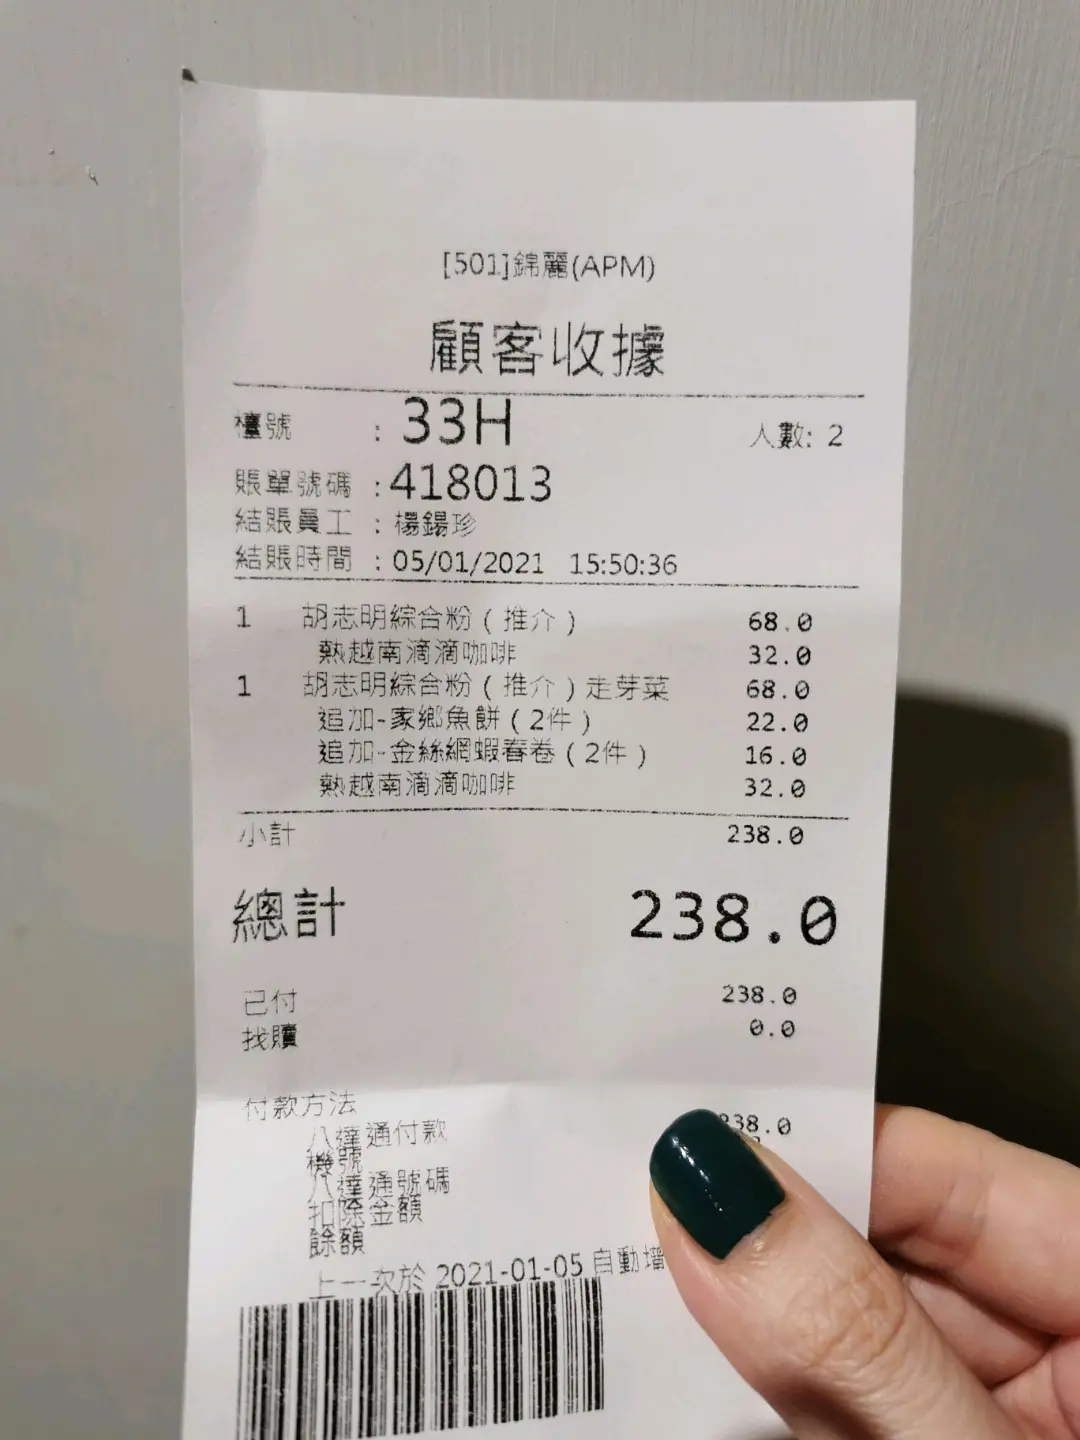 [501]錦麗(APM)
顧客收據
檯號 : 33H 人數: 2
賬單號碼 : 418013
結賬員工 : 楊錫珍
結賬時間 : 05/01/2021 15:50:36
1 胡志明綜合粉(推介) 68.0
熱越南滴滴咖啡 32.0
1 胡志明綜合粉(推介)走芽菜 68.0
追加-家鄉魚餅(2件) 22.0
追加-金絲網蝦春卷(2件) 16.0
熱越南滴滴咖啡 32.0
小計 238.0
總計 238.0
已付 238.0
找贖 0.0
付款方法
八達通付款 238.0
機號
八達通號碼
扣除金額
餘額
上一次於 2021-01-05 自動增